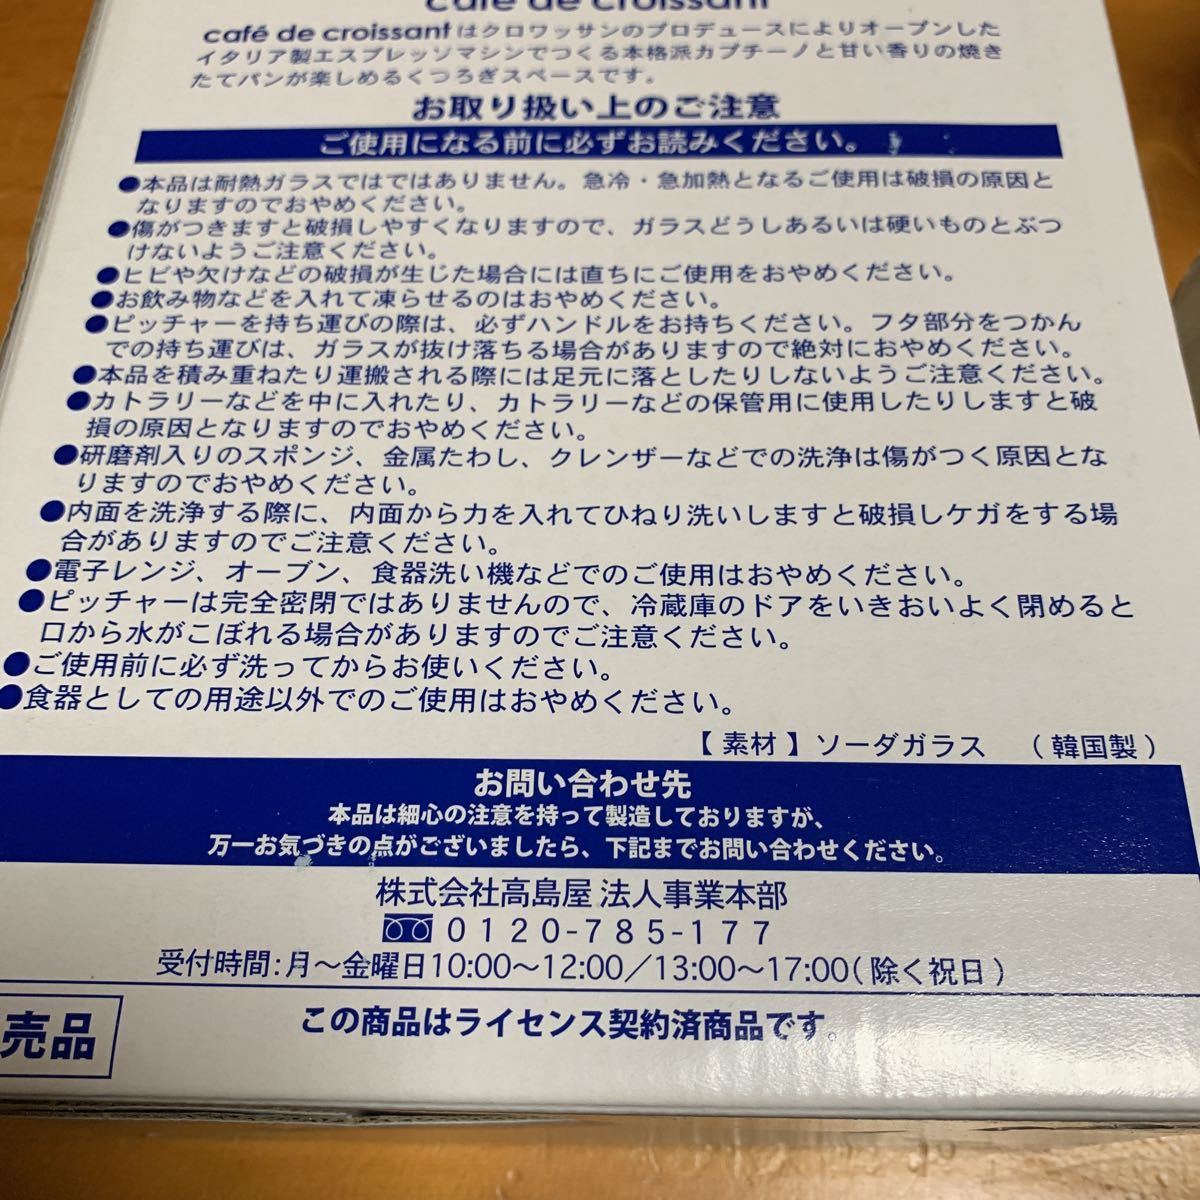 café de croissant
café de croissantはクロワッサンのプロデュースによりオープンした
イタリア製エスプレッソマシンでつくる本格派カプチーノと甘い香りの焼き
たてパンが楽しめるくつろぎスペースです。
お取り扱い上のご注意
ご使用になる前に必ずお読みください。
●本品は耐熱ガラスではではありません。急冷・急加熱となるご使用は破損の原因と
なりますのでおやめください。
●傷がつきますと破損しやすくなりますので、ガラスどうしあるいは硬いものとぶつ
けないようご注意ください。
●ヒビや欠けなどの破損が生じた場合には直ちにご使用をおやめください。
●お飲み物などを入れて凍らせるのはおやめください。
●ピッチャーを持ち運びの際は、必ずハンドルをお持ちください。フタ部分をつかん
での持ち運びは、ガラスが抜け落ちる場合がありますので絶対におやめください。
●本品を積み重ねたり運搬される際には足元に落としたりしないようご注意ください。
●カトラリーなどを中に入れたり、カトラリーなどの保管用に使用したりしますと破
損の原因となりますのでおやめください。
●研磨剤入りのスポンジ、金属たわし、クレンザーなどでの洗浄は傷がつく原因とな
りますのでおやめください。
●内面を洗浄する際に、内面から力を入れてひねり洗いしますと破損しケガをする場
合がありますのでご注意ください。
●電子レンジ、オーブン、食器洗い機などでのご使用はおやめください。
●ピッチャーは完全密閉ではありませんので、冷蔵庫のドアをいきおいよく閉めると
口から水がこぼれる場合がありますのでご注意ください。
●ご使用前に必ず洗ってからお使いください。
●食器としての用途以外でのご使用はおやめください。
【素材】ソーダガラス （韓国製）
お問い合わせ先
本品は細心の注意を持って製造しておりますが、
万一お気づきの点がございましたら、下記までお問い合わせください。
株式会社高島屋 法人事業本部
0120-785-177
受付時間:月～金曜日10:00～12:00／13:00～17:00(除く祝日)
売品
この商品はライセンス契約済商品です。